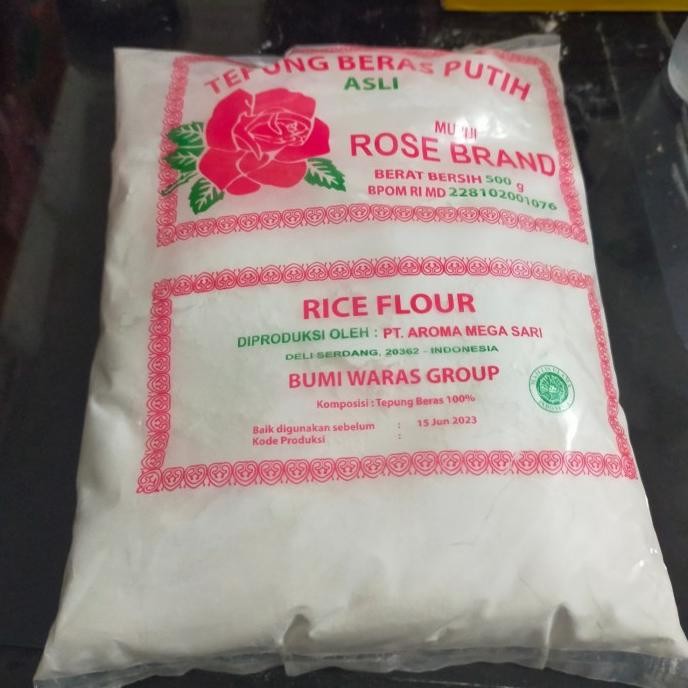 TEPUNG BERAS PUTIH
ASLI
ROSE BRAND
BERAT BERSIH 500 g
BPOM RI MD 228102001076
RICE FLOUR
DIPRODUKSI OLEH : PT. AROMA MEGA SARI
DELI SERDANG, 20362 - INDONESIA
BUMI WARAS GROUP
Komposisi : Tepung Beras 100%
Baik digunakan sebelum : 15 Jun 2023
Kode Produksi :